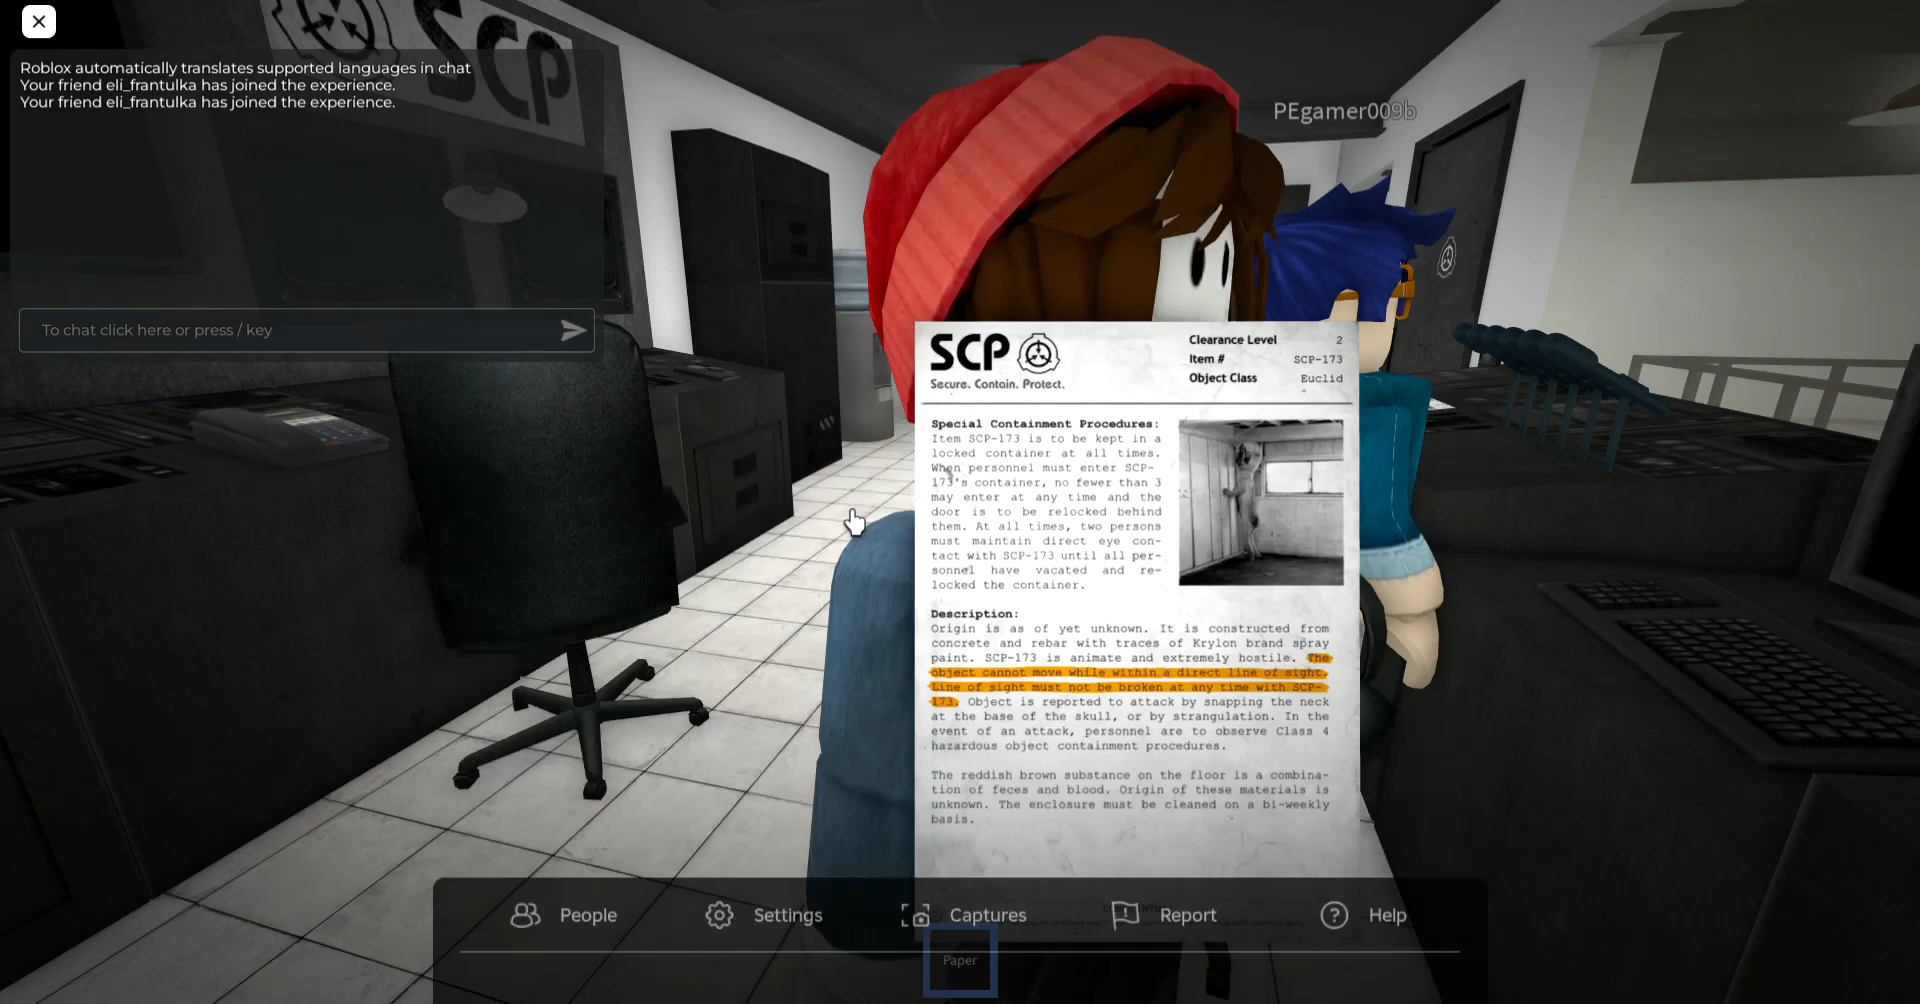 SCP
Roblox automatically translates supported languages in chat
Your friend eli_frantulka has joined the experience.
Your friend eli_frantulka has joined the experience.
To chat click here or press / key
PEgamer009b
SCP
Secure. Contain. Protect.
Clearance Level 2
Item # SCP-173
Object Class Euclid
Special Containment Procedures:
Item SCP-173 is to be kept in a
locked container at all times.
When personnel must enter SCP-
173's container, no fewer than 3
may enter at any time and the
door is to be relocked behind
them. At all times, two persons
must maintain direct eye con-
tact with SCP-173 until all per-
sonnel have vacated and re-
locked the container.
Description:
Origin is as of yet unknown. It is constructed from
concrete and rebar with traces of Krylon brand spray
paint. SCP-173 is animate and extremely hostile. The
object cannot move while within a direct line of sight.
Line of sight must not be broken at any time with SCP-
173. Object is reported to attack by snapping the neck
at the base of the skull, or by strangulation. In the
event of an attack, personnel are to observe Class 4
hazardous object containment procedures.
The reddish brown substance on the floor is a combina-
tion of feces and blood. Origin of these materials is
unknown. The enclosure must be cleaned on a bi-weekly
basis.
People
Settings
Captures
Report
Help
Paper